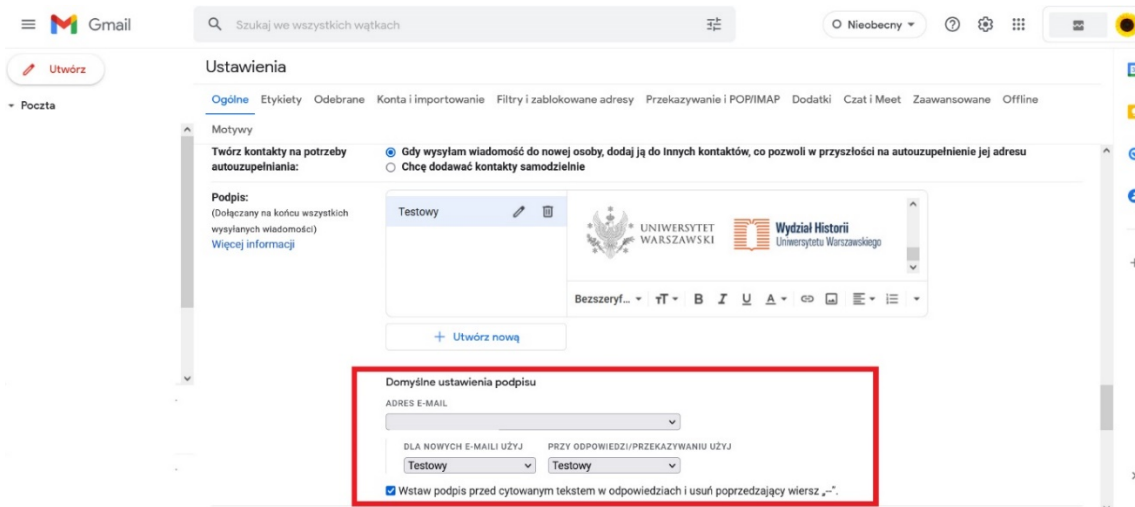 Gmail
Szukaj we wszystkich wątkach
Nieobecny
Utwórz
Ustawienia
Poczta
Ogólne Etykiety Odebrane Konta i importowanie Filtry i zablokowane adresy Przekazywanie i POP/IMAP Dodatki Czat i Meet Zaawansowane Offline
Motywy
Twórz kontakty na potrzeby
autouzupełniania:
Gdy wysyłam wiadomość do nowej osoby, dodaj ją do Innych kontaktów, co pozwoli w przyszłości na autouzupełnienie jej adresu
Chcę dodawać kontakty samodzielnie
Podpis:
(Dołączany na końcu wszystkich
wysyłanych wiadomości)
Więcej informacji
Testowy
UNIWERSYTET
WARSZAWSKI
Wydział Historii
Uniwersytetu Warszawskiego
Bezszeryf... B I U A
+ Utwórz nową
Domyślne ustawienia podpisu
ADRES E-MAIL
DLA NOWYCH E-MAILI UŻYJ PRZY ODPOWIEDZI/PRZEKAZYWANIU UŻYJ
Testowy Testowy
Wstaw podpis przed cytowanym tekstem w odpowiedziach i usuń poprzedzający wiersz „--”.